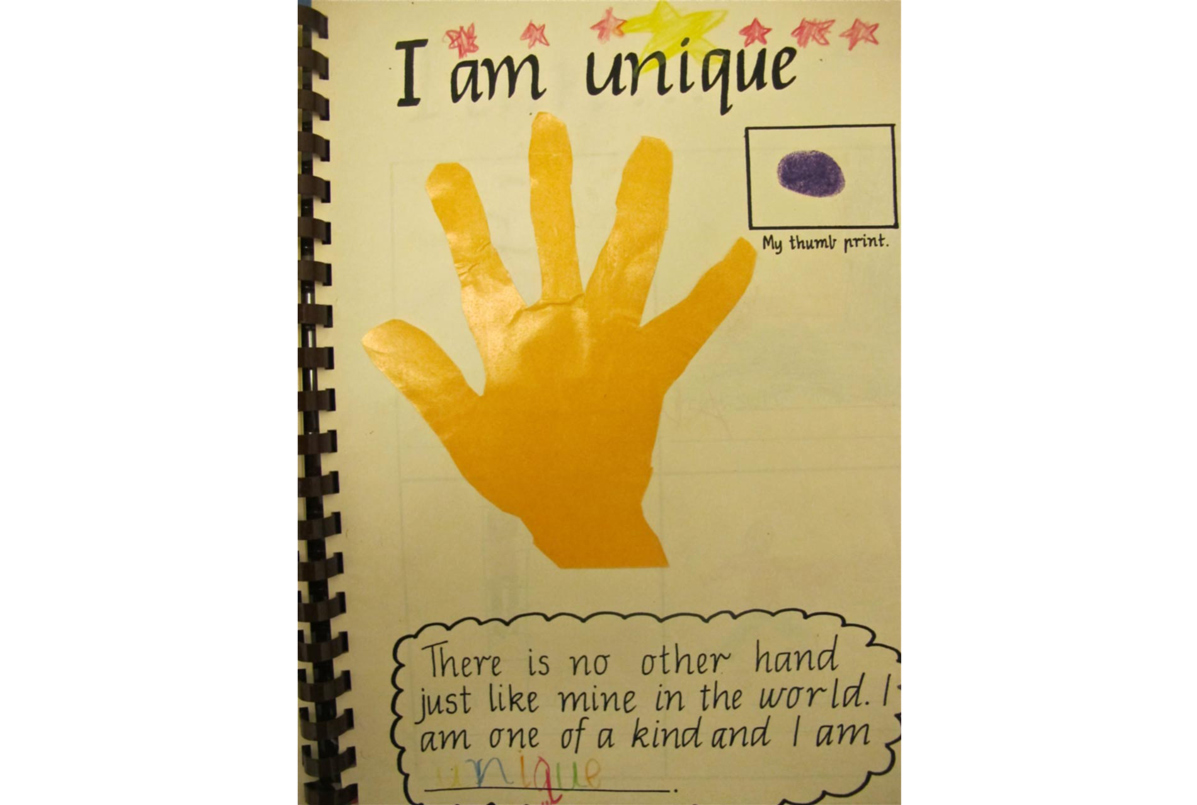 I am unique
My thumb print.
There is no other hand
just like mine in the world. I
am one of a kind and I am
unique.